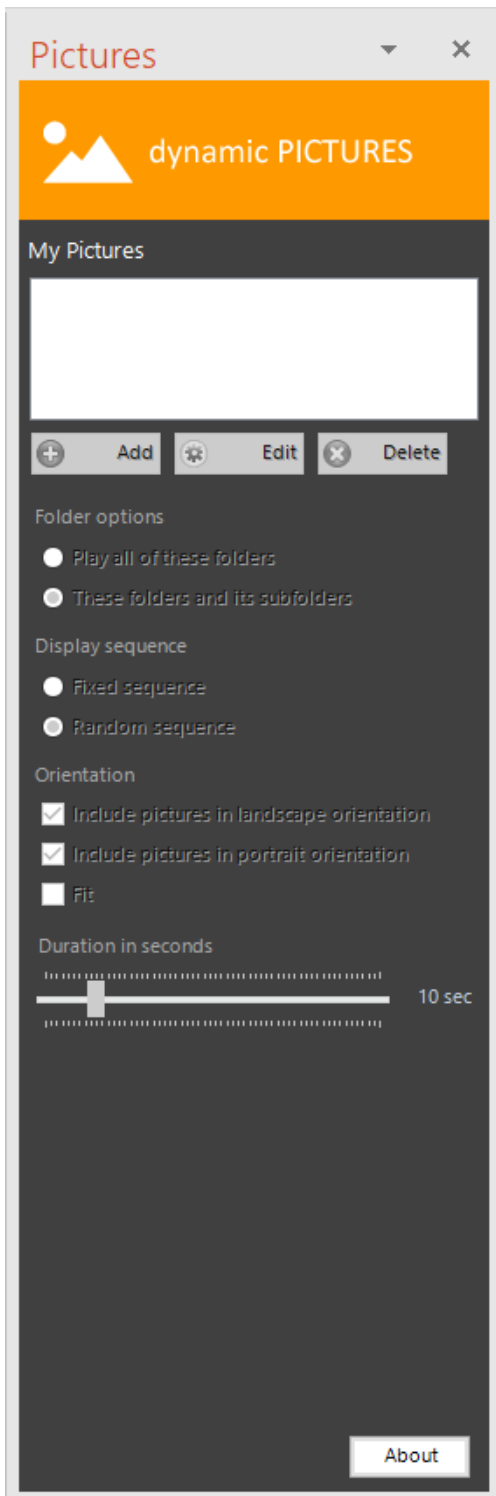 Pictures
dynamic PICTURES
My Pictures
Add Edit Delete
Folder options
Play all of these folders
These folders and its subfolders
Display sequence
Fixed sequence
Random sequence
Orientation
Include pictures in landscape orientation
Include pictures in portrait orientation
Fit
Duration in seconds
10 sec
About